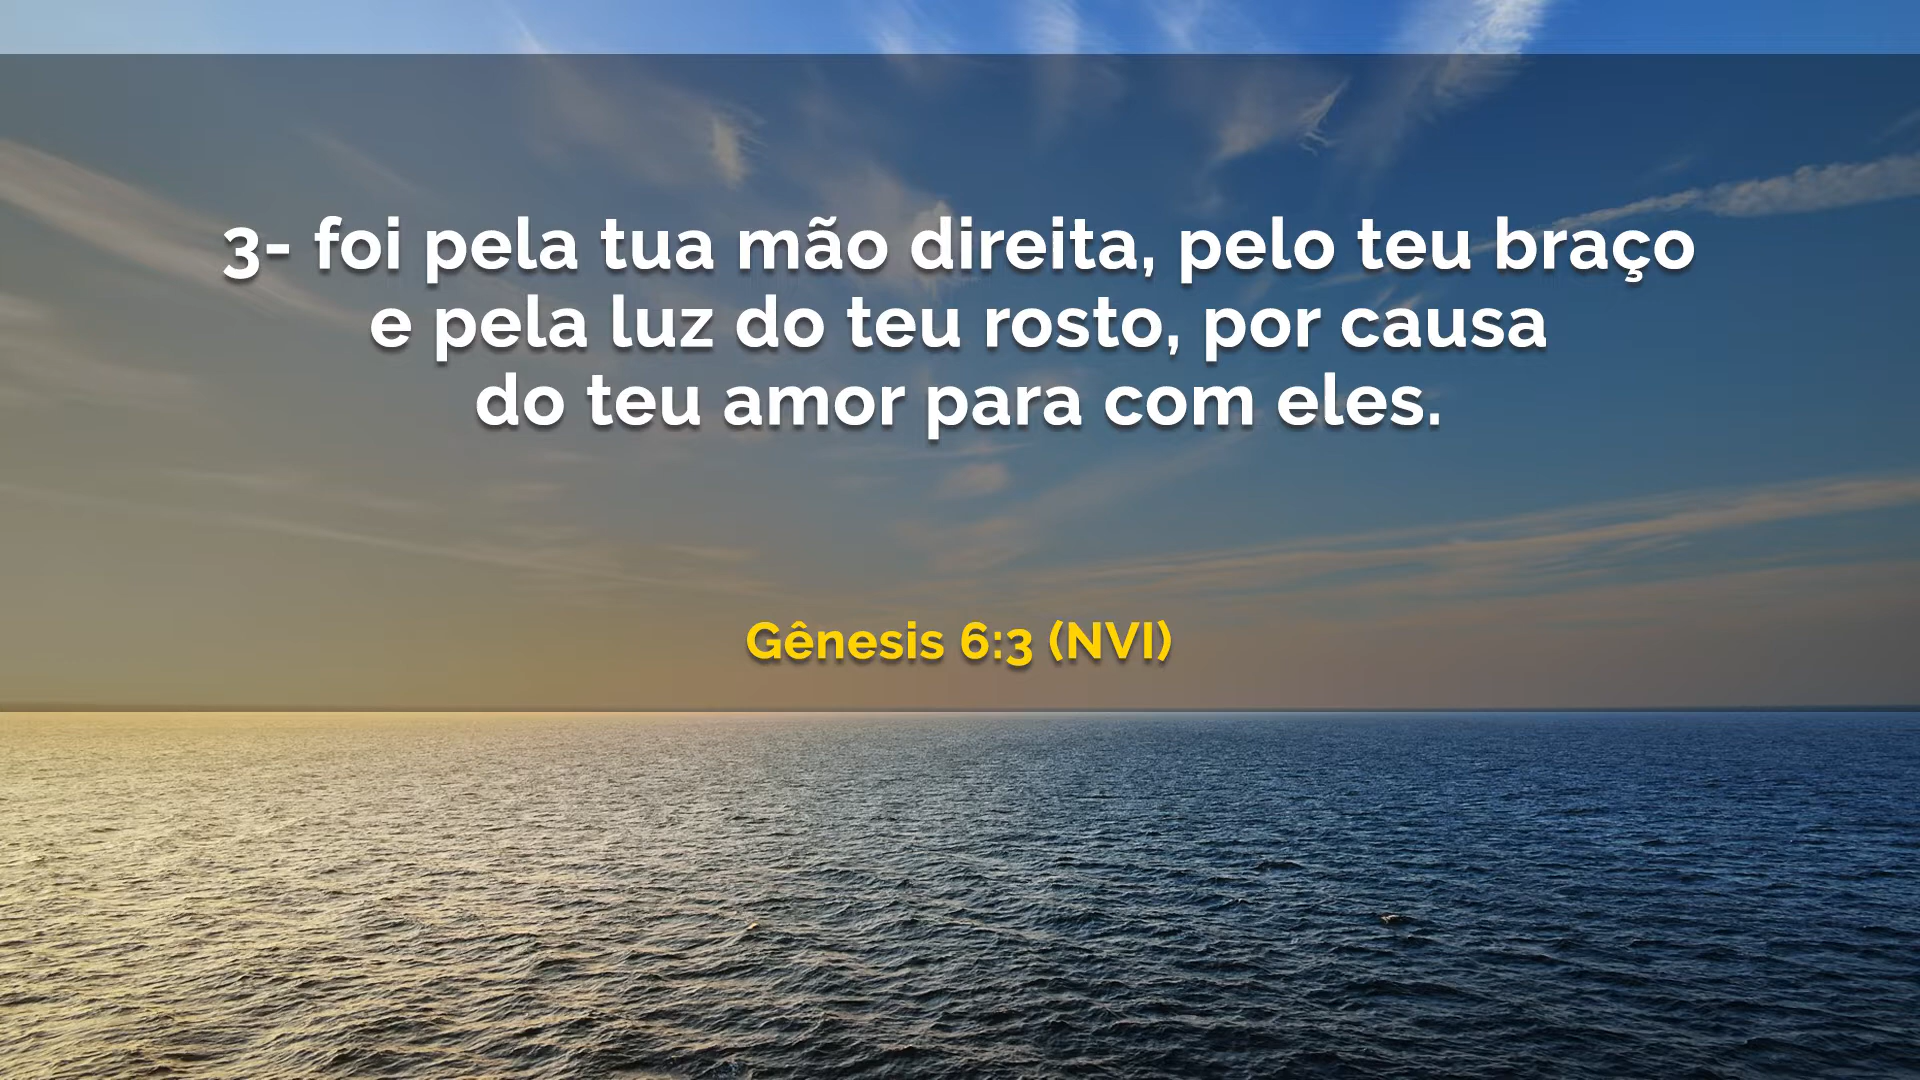 3- foi pela tua mão direita, pelo teu braço
e pela luz do teu rosto, por causa
do teu amor para com eles.
Gênesis 6:3 (NVI)